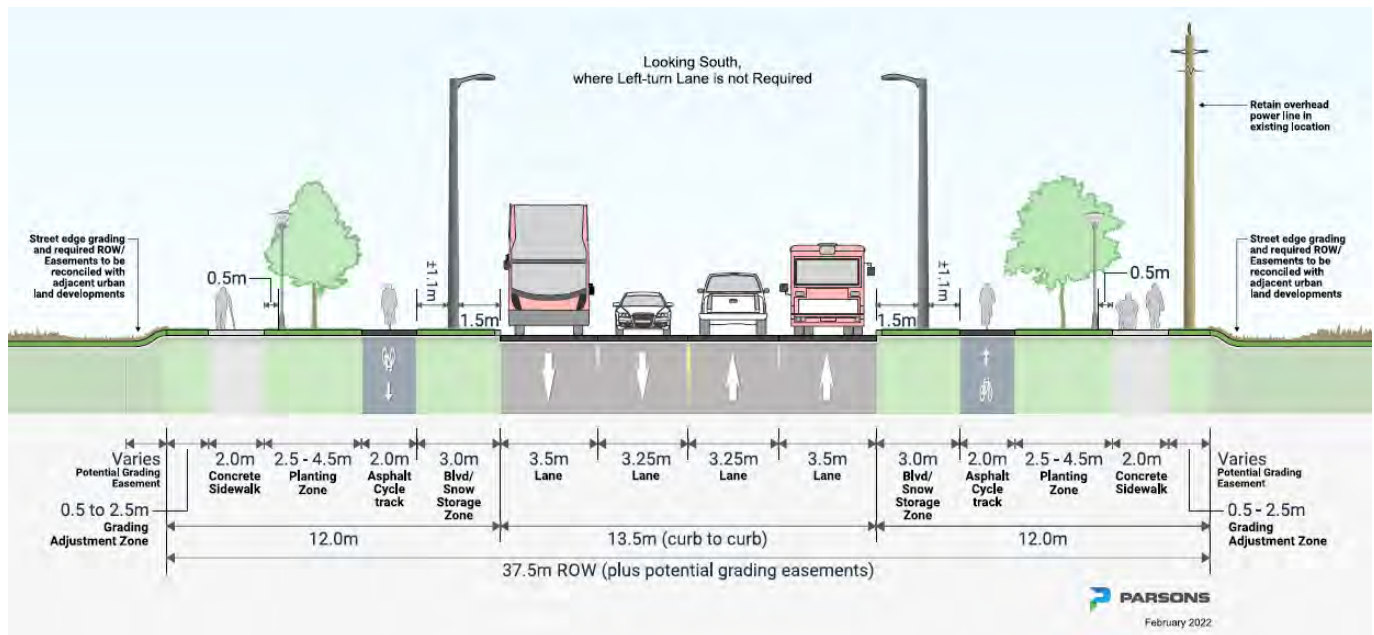 Looking South,
where Left-turn Lane is not Required
Retain overhead
power line in
existing location
Street edge grading
and required ROW/
Easements to be
reconciled with
adjacent urban
land developments
0.5m
±1.1m
1.5m
1.5m
±1.1m
0.5m
Street edge grading
and required ROW/
Easements to be
reconciled with
adjacent urban
land developments
Varies
Potential Grading
Easement
0.5 to 2.5m
Grading
Adjustment Zone
2.0m
Concrete
Sidewalk
2.5 - 4.5m
Planting
Zone
2.0m
Asphalt
Cycle
track
3.0m
Blvd/
Snow
Storage
Zone
3.5m
Lane
3.25m
Lane
3.25m
Lane
3.5m
Lane
3.0m
Blvd/
Snow
Storage
Zone
2.0m
Asphalt
Cycle
track
2.5 - 4.5m
Planting
Zone
2.0m
Concrete
Sidewalk
Varies
Potential Grading
Easement
0.5 - 2.5m
Grading
Adjustment Zone
12.0m
13.5m (curb to curb)
12.0m
37.5m ROW (plus potential grading easements)
PARSONS
February 2022